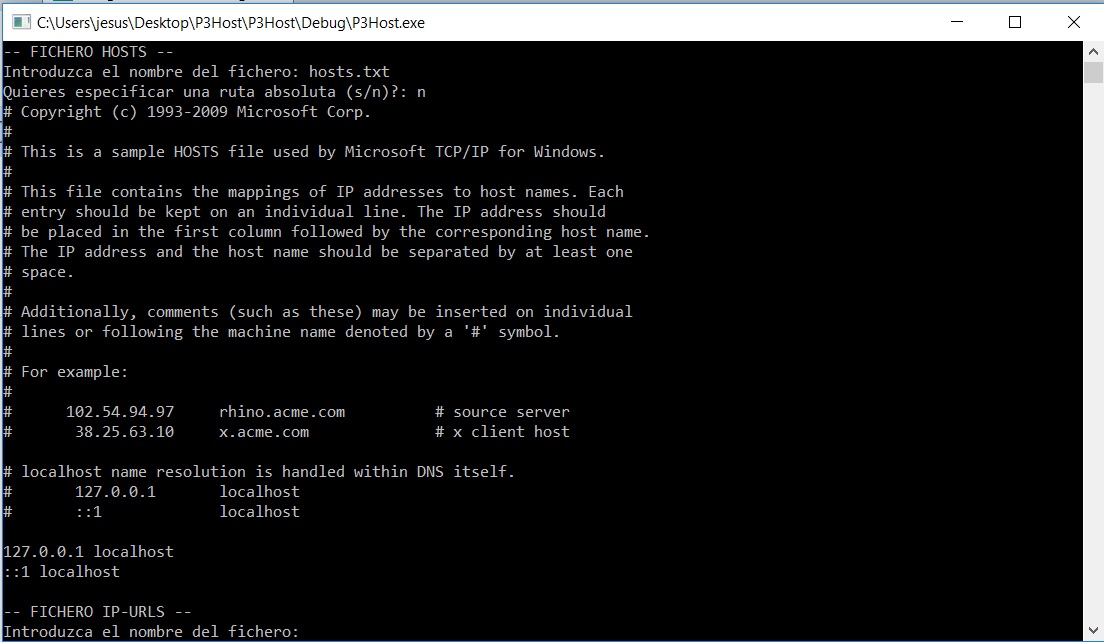 C:\Users\jesus\Desktop\P3Host\P3Host\Debug\P3Host.exe
-- FICHERO HOSTS --
Introduzca el nombre del fichero: hosts.txt
Quieres especificar una ruta absoluta (s/n)?: n
# Copyright (c) 1993-2009 Microsoft Corp.
#
# This is a sample HOSTS file used by Microsoft TCP/IP for Windows.
#
# This file contains the mappings of IP addresses to host names. Each
# entry should be kept on an individual line. The IP address should
# be placed in the first column followed by the corresponding host name.
# The IP address and the host name should be separated by at least one
# space.
#
# Additionally, comments (such as these) may be inserted on individual
# lines or following the machine name denoted by a '#' symbol.
#
# For example:
#
#      102.54.94.97     rhino.acme.com          # source server
#       38.25.63.10     x.acme.com              # x client host

# localhost name resolution is handled within DNS itself.
#       127.0.0.1       localhost
#       ::1             localhost

127.0.0.1 localhost
::1 localhost

-- FICHERO IP-URLS --
Introduzca el nombre del fichero: